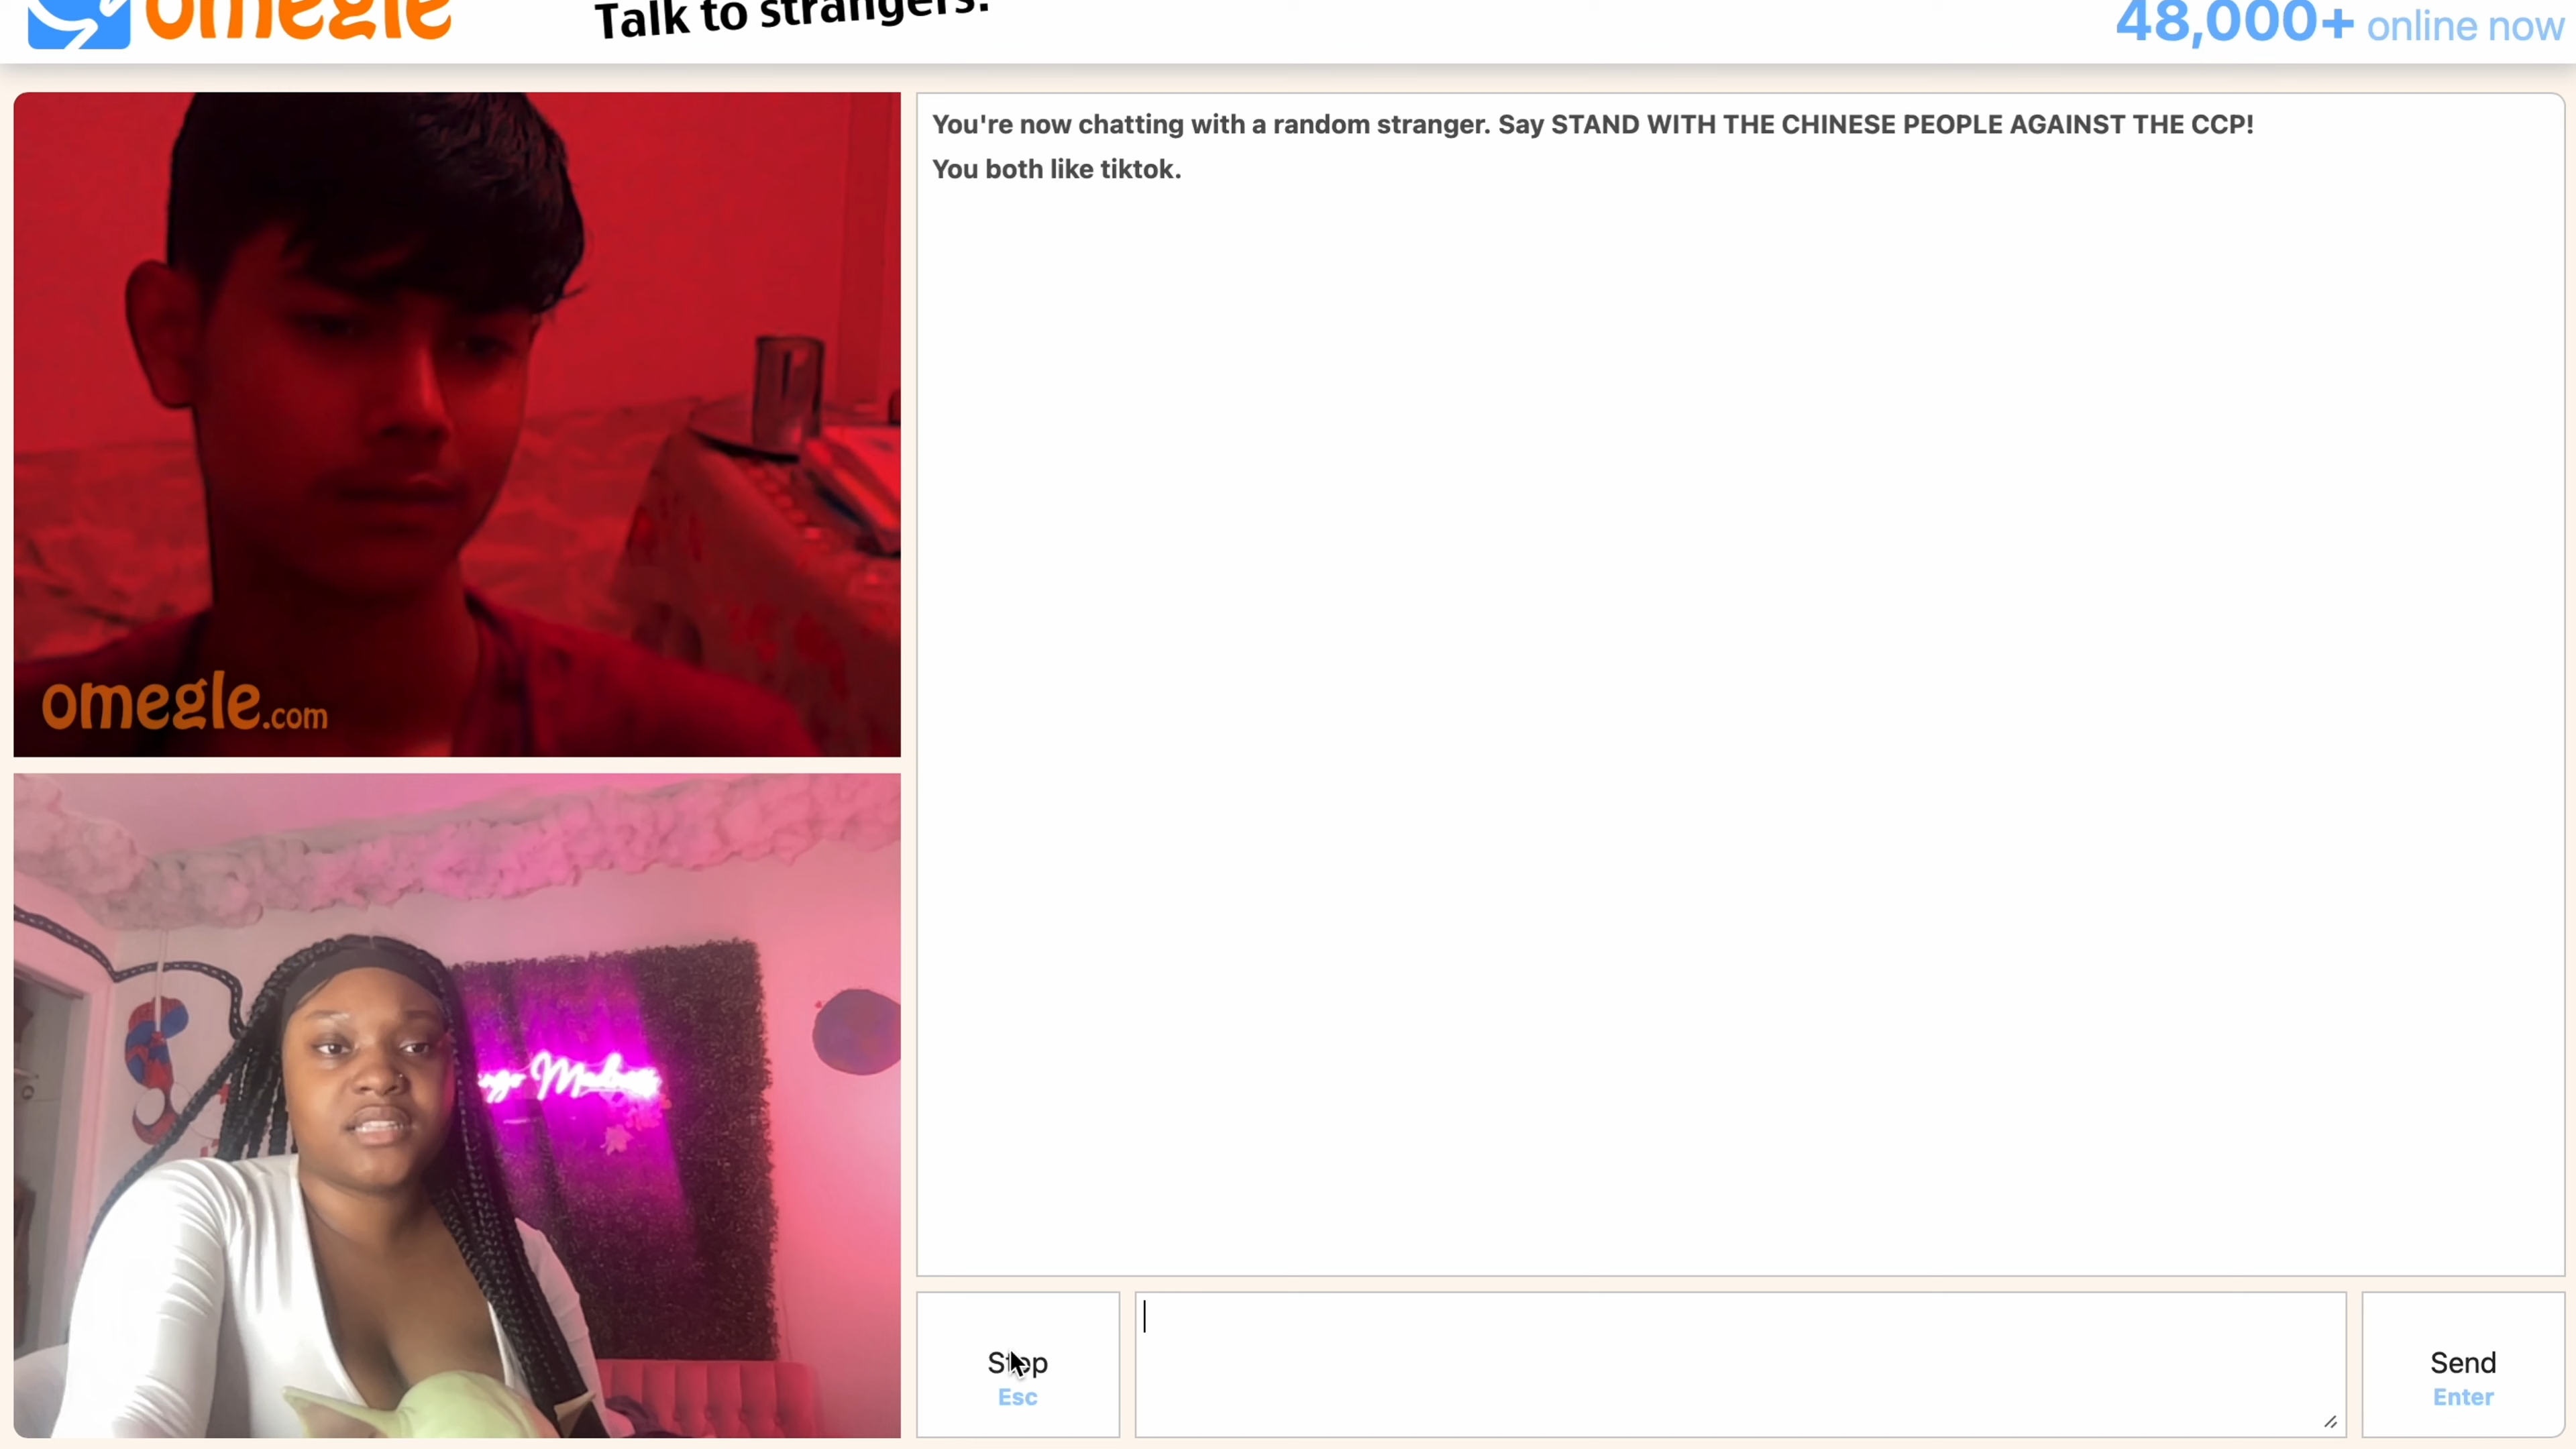 omegle
Talk to strangers!
48,000+ online now
You're now chatting with a random stranger. Say STAND WITH THE CHINESE PEOPLE AGAINST THE CCP!
You both like tiktok.
omegle.com
Stop
Esc
Send
Enter